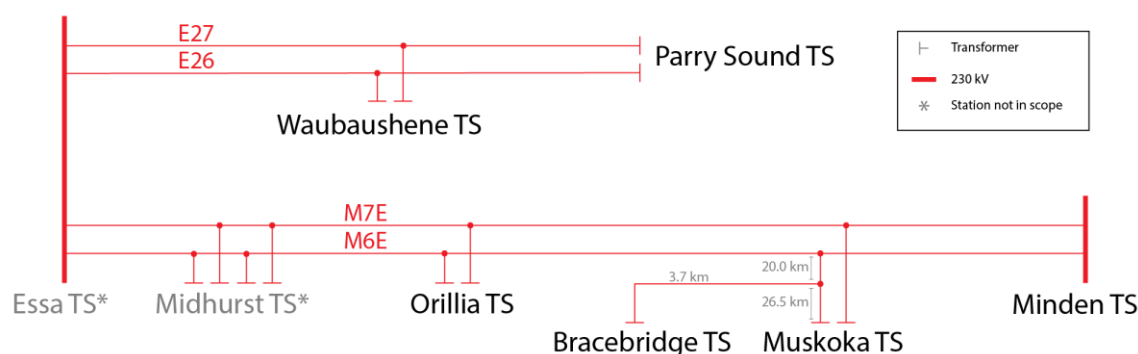 E27
E26
Parry Sound TS
Waubaushene TS
Transformer
230 kV
* Station not in scope
M7E
M6E
20.0 km
3.7 km
26.5 km
Essa TS*
Midhurst TS*
Orillia TS
Bracebridge TS
Muskoka TS
Minden TS